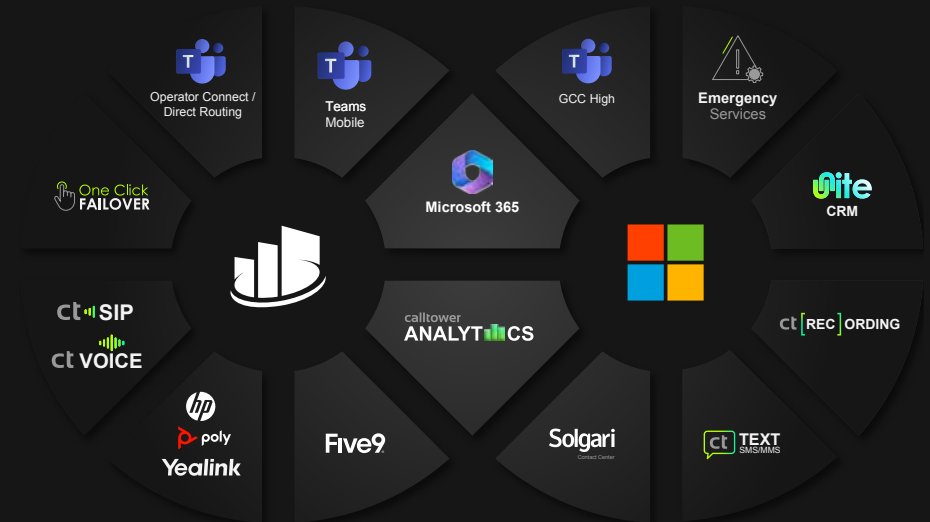 Operator Connect /
Direct Routing
Teams
Mobile
GCC High
Emergency
Services
One Click
FAILOVER
Microsoft 365
Unite
CRM
ct SIP
ct VOICE
calltower
ANALYTICS
ct [REC]ORDING
hp
poly
Yealink
Five9
Solgari
Contact Center
ct TEXT
SMS/MMS
T
T
T